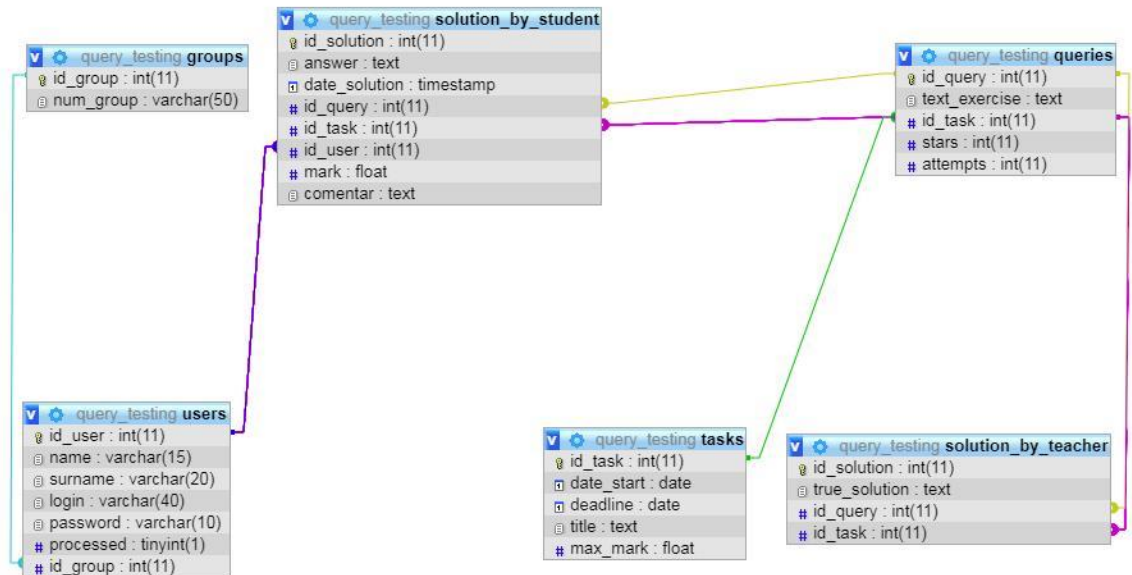 query_testing groups
id_group : int(11)
num_group : varchar(50)
query_testing solution_by_student
id_solution : int(11)
answer : text
date_solution : timestamp
id_query : int(11)
id_task : int(11)
id_user : int(11)
mark : float
comentar : text
query_testing queries
id_query : int(11)
text_exercise : text
id_task : int(11)
stars : int(11)
attempts : int(11)
query_testing users
id_user : int(11)
name : varchar(15)
surname : varchar(20)
login : varchar(40)
password : varchar(10)
processed : tinyint(1)
id_group : int(11)
query_testing tasks
id_task : int(11)
date_start : date
deadline : date
title : text
max_mark : float
query_testing solution_by_teacher
id_solution : int(11)
true_solution : text
id_query : int(11)
id_task : int(11)